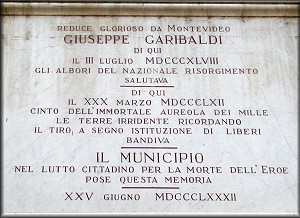 REDUCE GLORIOSO DA MONTEVIDEO
GIUSEPPE GARIBALDI
DI QUI
IL III LUGLIO MDCCCXLVIII
GLI ALBORI DEL NAZIONALE RISORGIMENTO
SALUTAVA
DI QUI
IL XXX MARZO MDCCCLXII
CINTO DELL'IMMORTALE AUREOLA DEI MILLE
LE TERRE IRRIDENTE RICORDANDO
IL TIRO, A SEGNO ISTITUZIONE DI LIBERI
BANDIVA
IL MUNICIPIO
NEL LUTTO CITTADINO PER LA MORTE DELL'EROE
POSE QUESTA MEMORIA
XXV GIUGNO MDCCCLXXXII